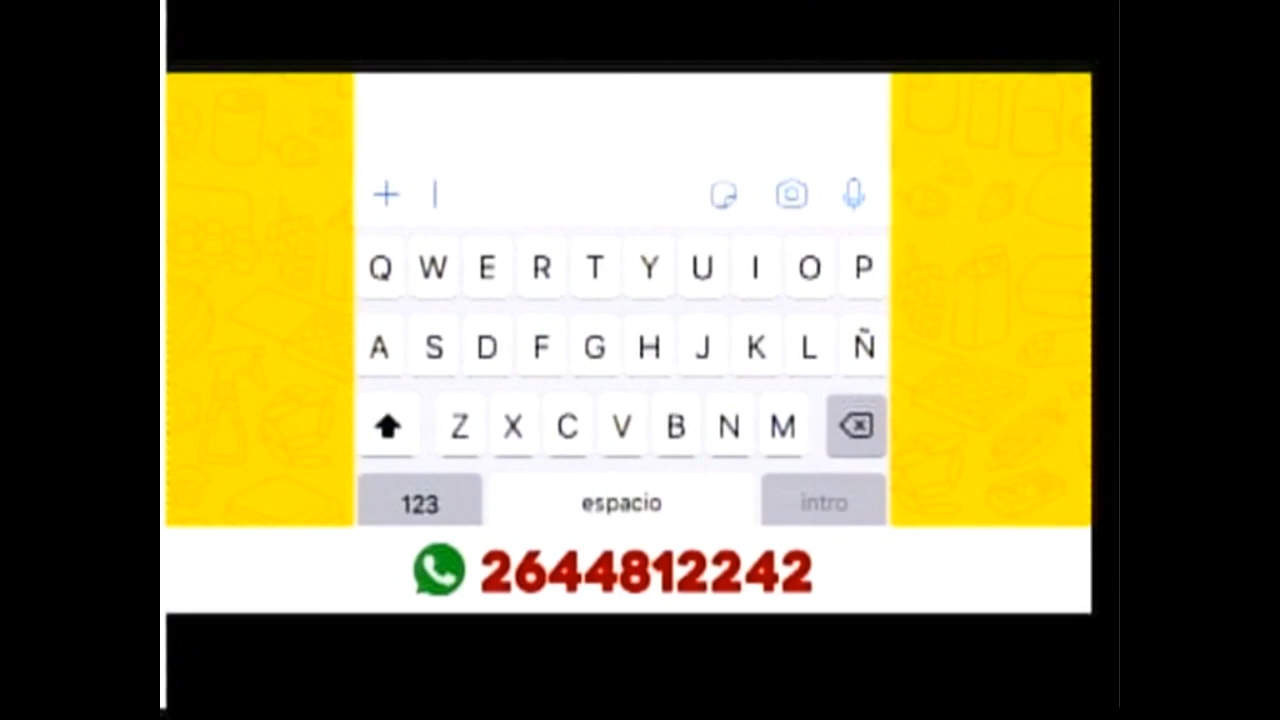 Q W E R T Y U I O P
A S D F G H J K L Ñ
Z X C V B N M
123 espacio intro
2644812242